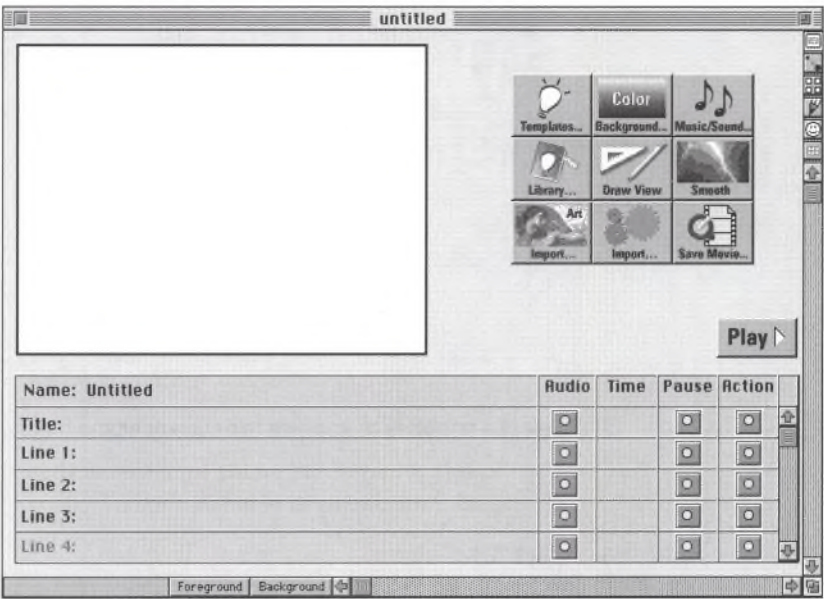 untitled
Templates... Color Background... Music/Sound...
Library... Draw View Smooth
Art Import... Import... Save Movie...
Play
Name: Untitled Audio Time Pause Action
Title:
Line 1:
Line 2:
Line 3:
Line 4:
Foreground Background